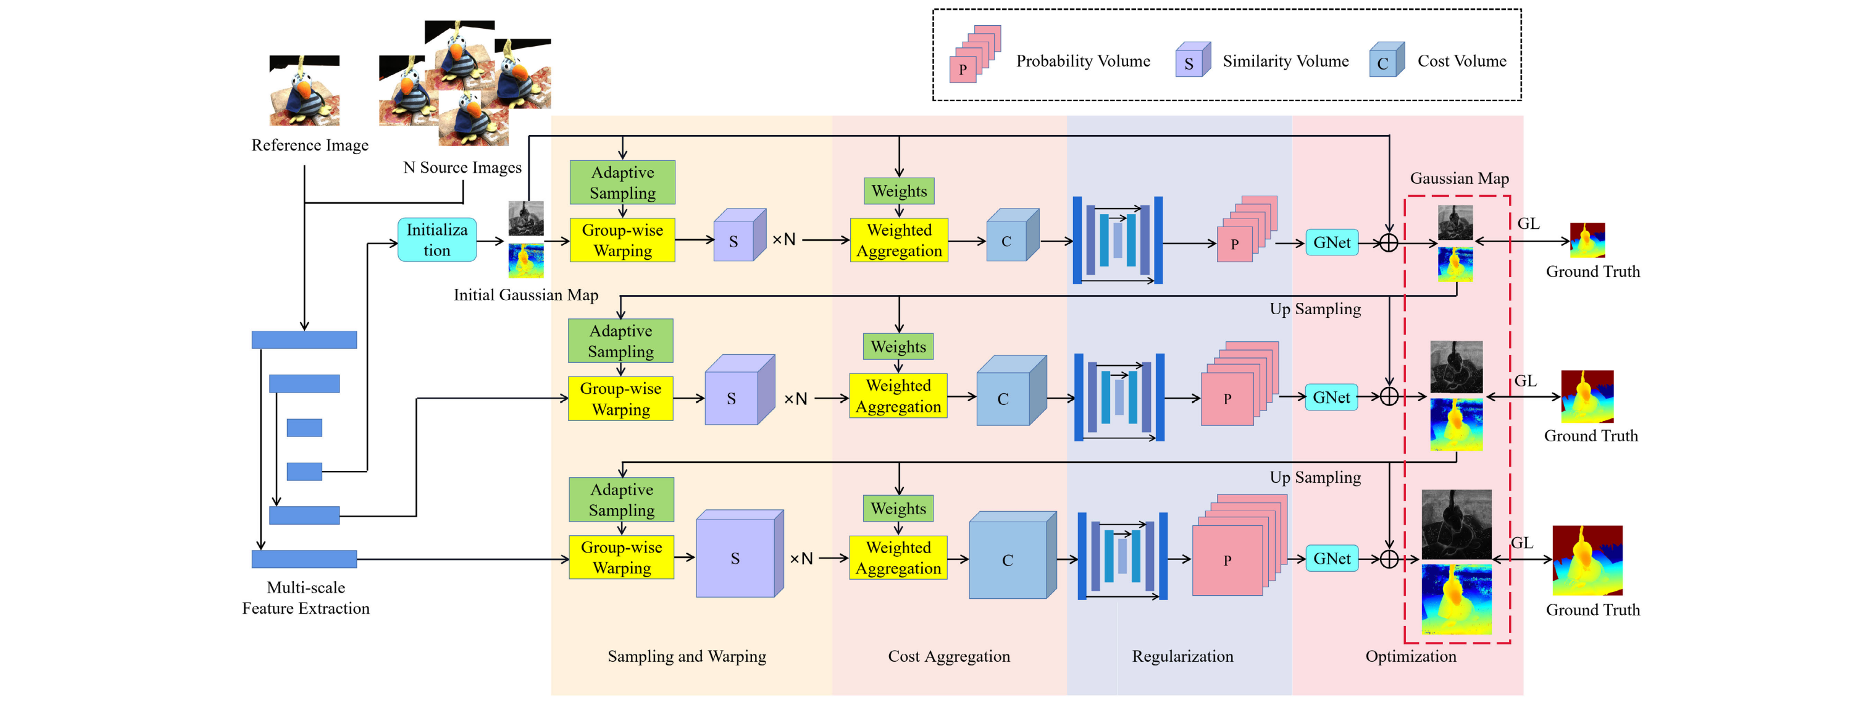 P
Probability Volume
S
Similarity Volume
C
Cost Volume
Reference Image
N Source Images
Initializa
tion
Initial Gaussian Map
Adaptive
Sampling
Group-wise
Warping
S
×N
Weights
Weighted
Aggregation
C
P
GNet
Gaussian Map
GL
Ground Truth
Up Sampling
Adaptive
Sampling
Group-wise
Warping
S
×N
Weights
Weighted
Aggregation
C
P
GNet
GL
Ground Truth
Up Sampling
Adaptive
Sampling
Group-wise
Warping
S
×N
Weights
Weighted
Aggregation
C
P
GNet
GL
Ground Truth
Multi-scale
Feature Extraction
Sampling and Warping
Cost Aggregation
Regularization
Optimization